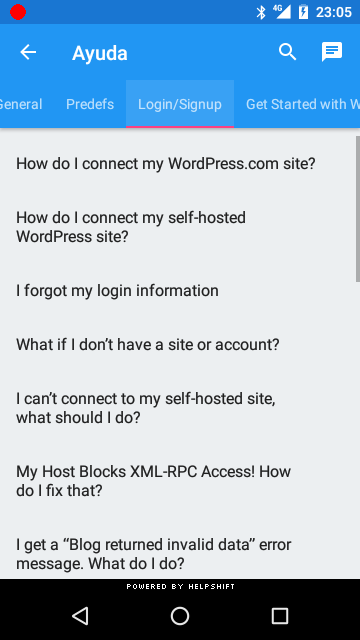 4G 23:05
Ayuda
General Predefs Login/Signup Get Started with W
How do I connect my WordPress.com site?
How do I connect my self-hosted
WordPress site?
I forgot my login information
What if I don’t have a site or account?
I can’t connect to my self-hosted site,
what should I do?
My Host Blocks XML-RPC Access! How
do I fix that?
I get a “Blog returned invalid data” error
message. What do I do?
POWERED BY HELPSHIFT